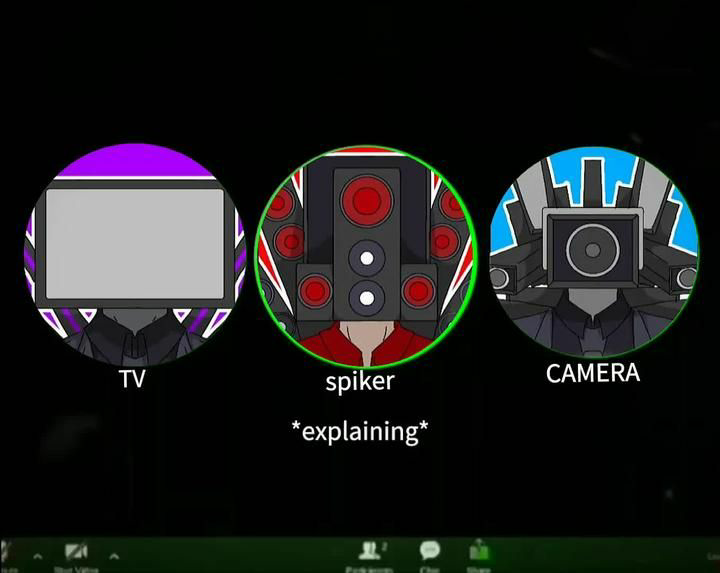 TV
spiker
CAMERA
*explaining*
Participants
Chat
Share